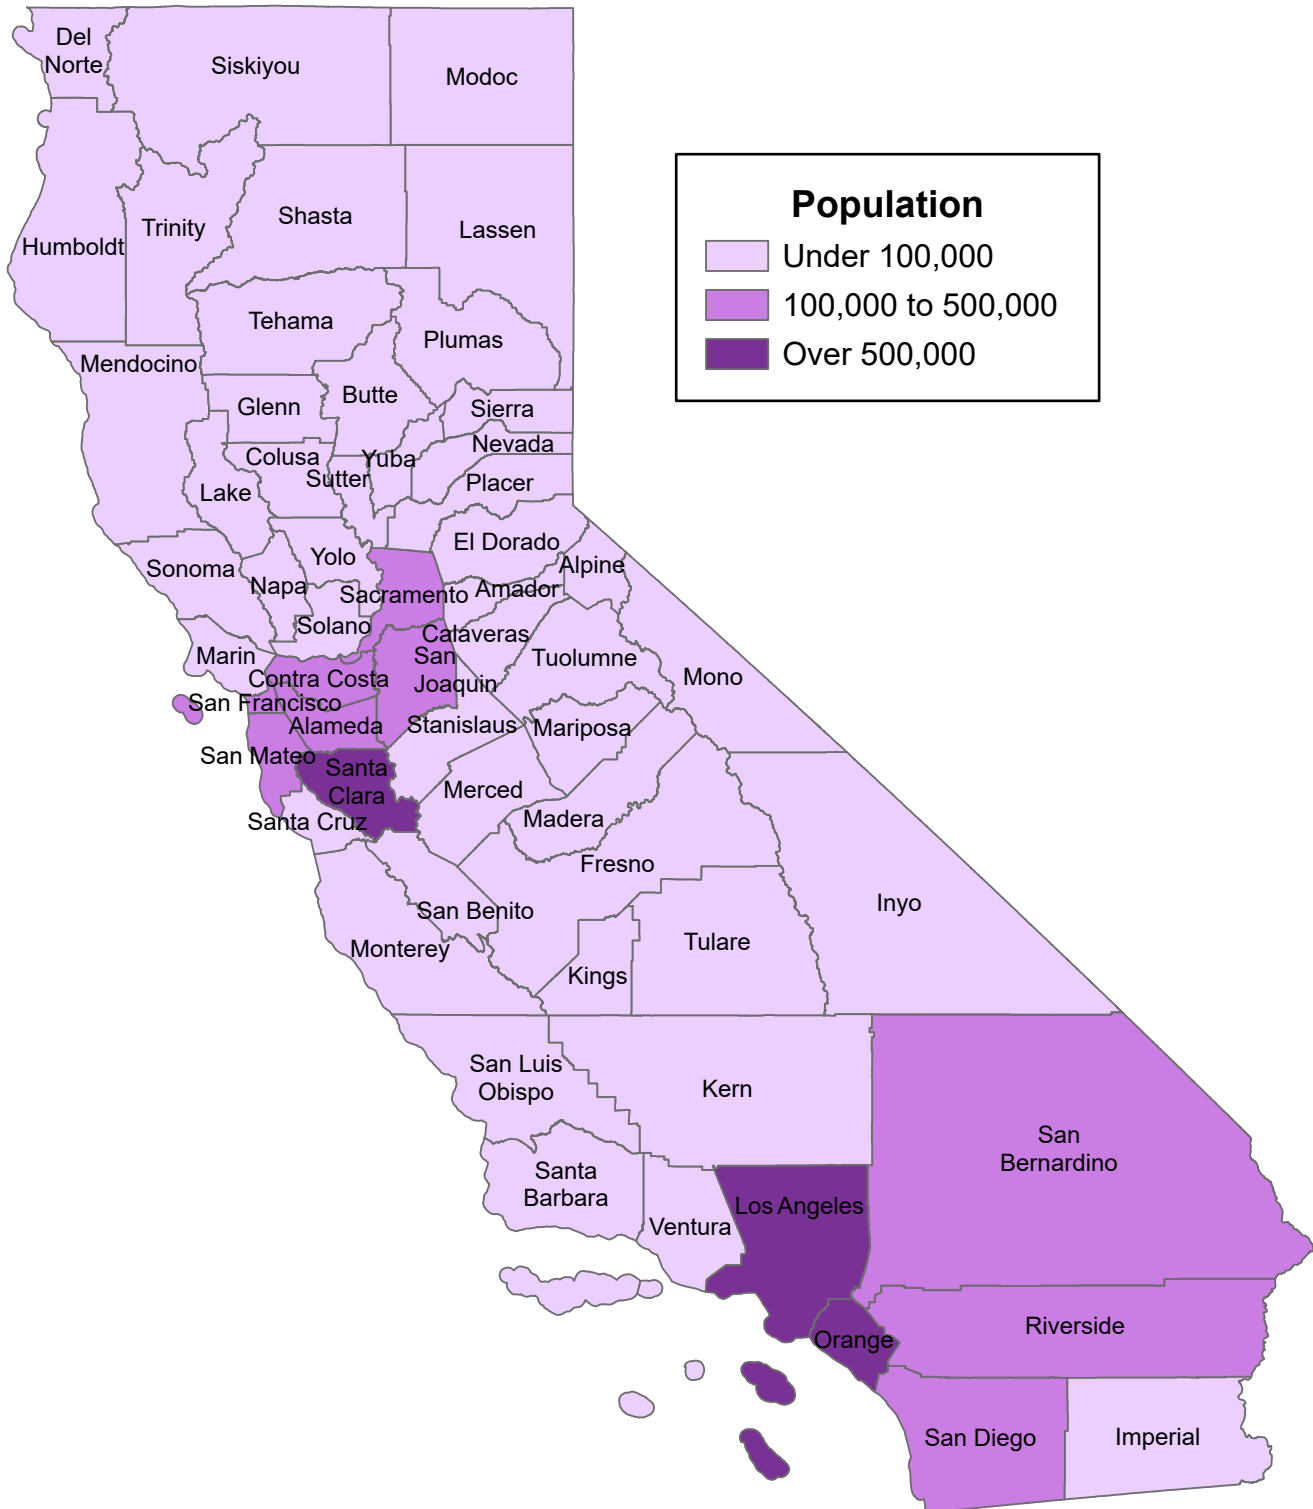 Del
Norte
Siskiyou
Modoc
Humboldt
Trinity
Shasta
Lassen
Population
Under 100,000
100,000 to 500,000
Over 500,000
Tehama
Plumas
Mendocino
Butte
Glenn
Sierra
Nevada
Colusa
Yuba
Sutter
Placer
Lake
El Dorado
Yolo
Sonoma
Napa
Alpine
Sacramento
Amador
Solano
Calaveras
Marin
San
Joaquin
Tuolumne
Mono
Contra Costa
San Francisco
Alameda
Stanislaus
Mariposa
San Mateo
Santa
Clara
Merced
Santa Cruz
Madera
Fresno
San Benito
Inyo
Monterey
Tulare
Kings
San Luis
Obispo
Kern
San
Bernardino
Santa
Barbara
Ventura
Los Angeles
Orange
Riverside
San Diego
Imperial